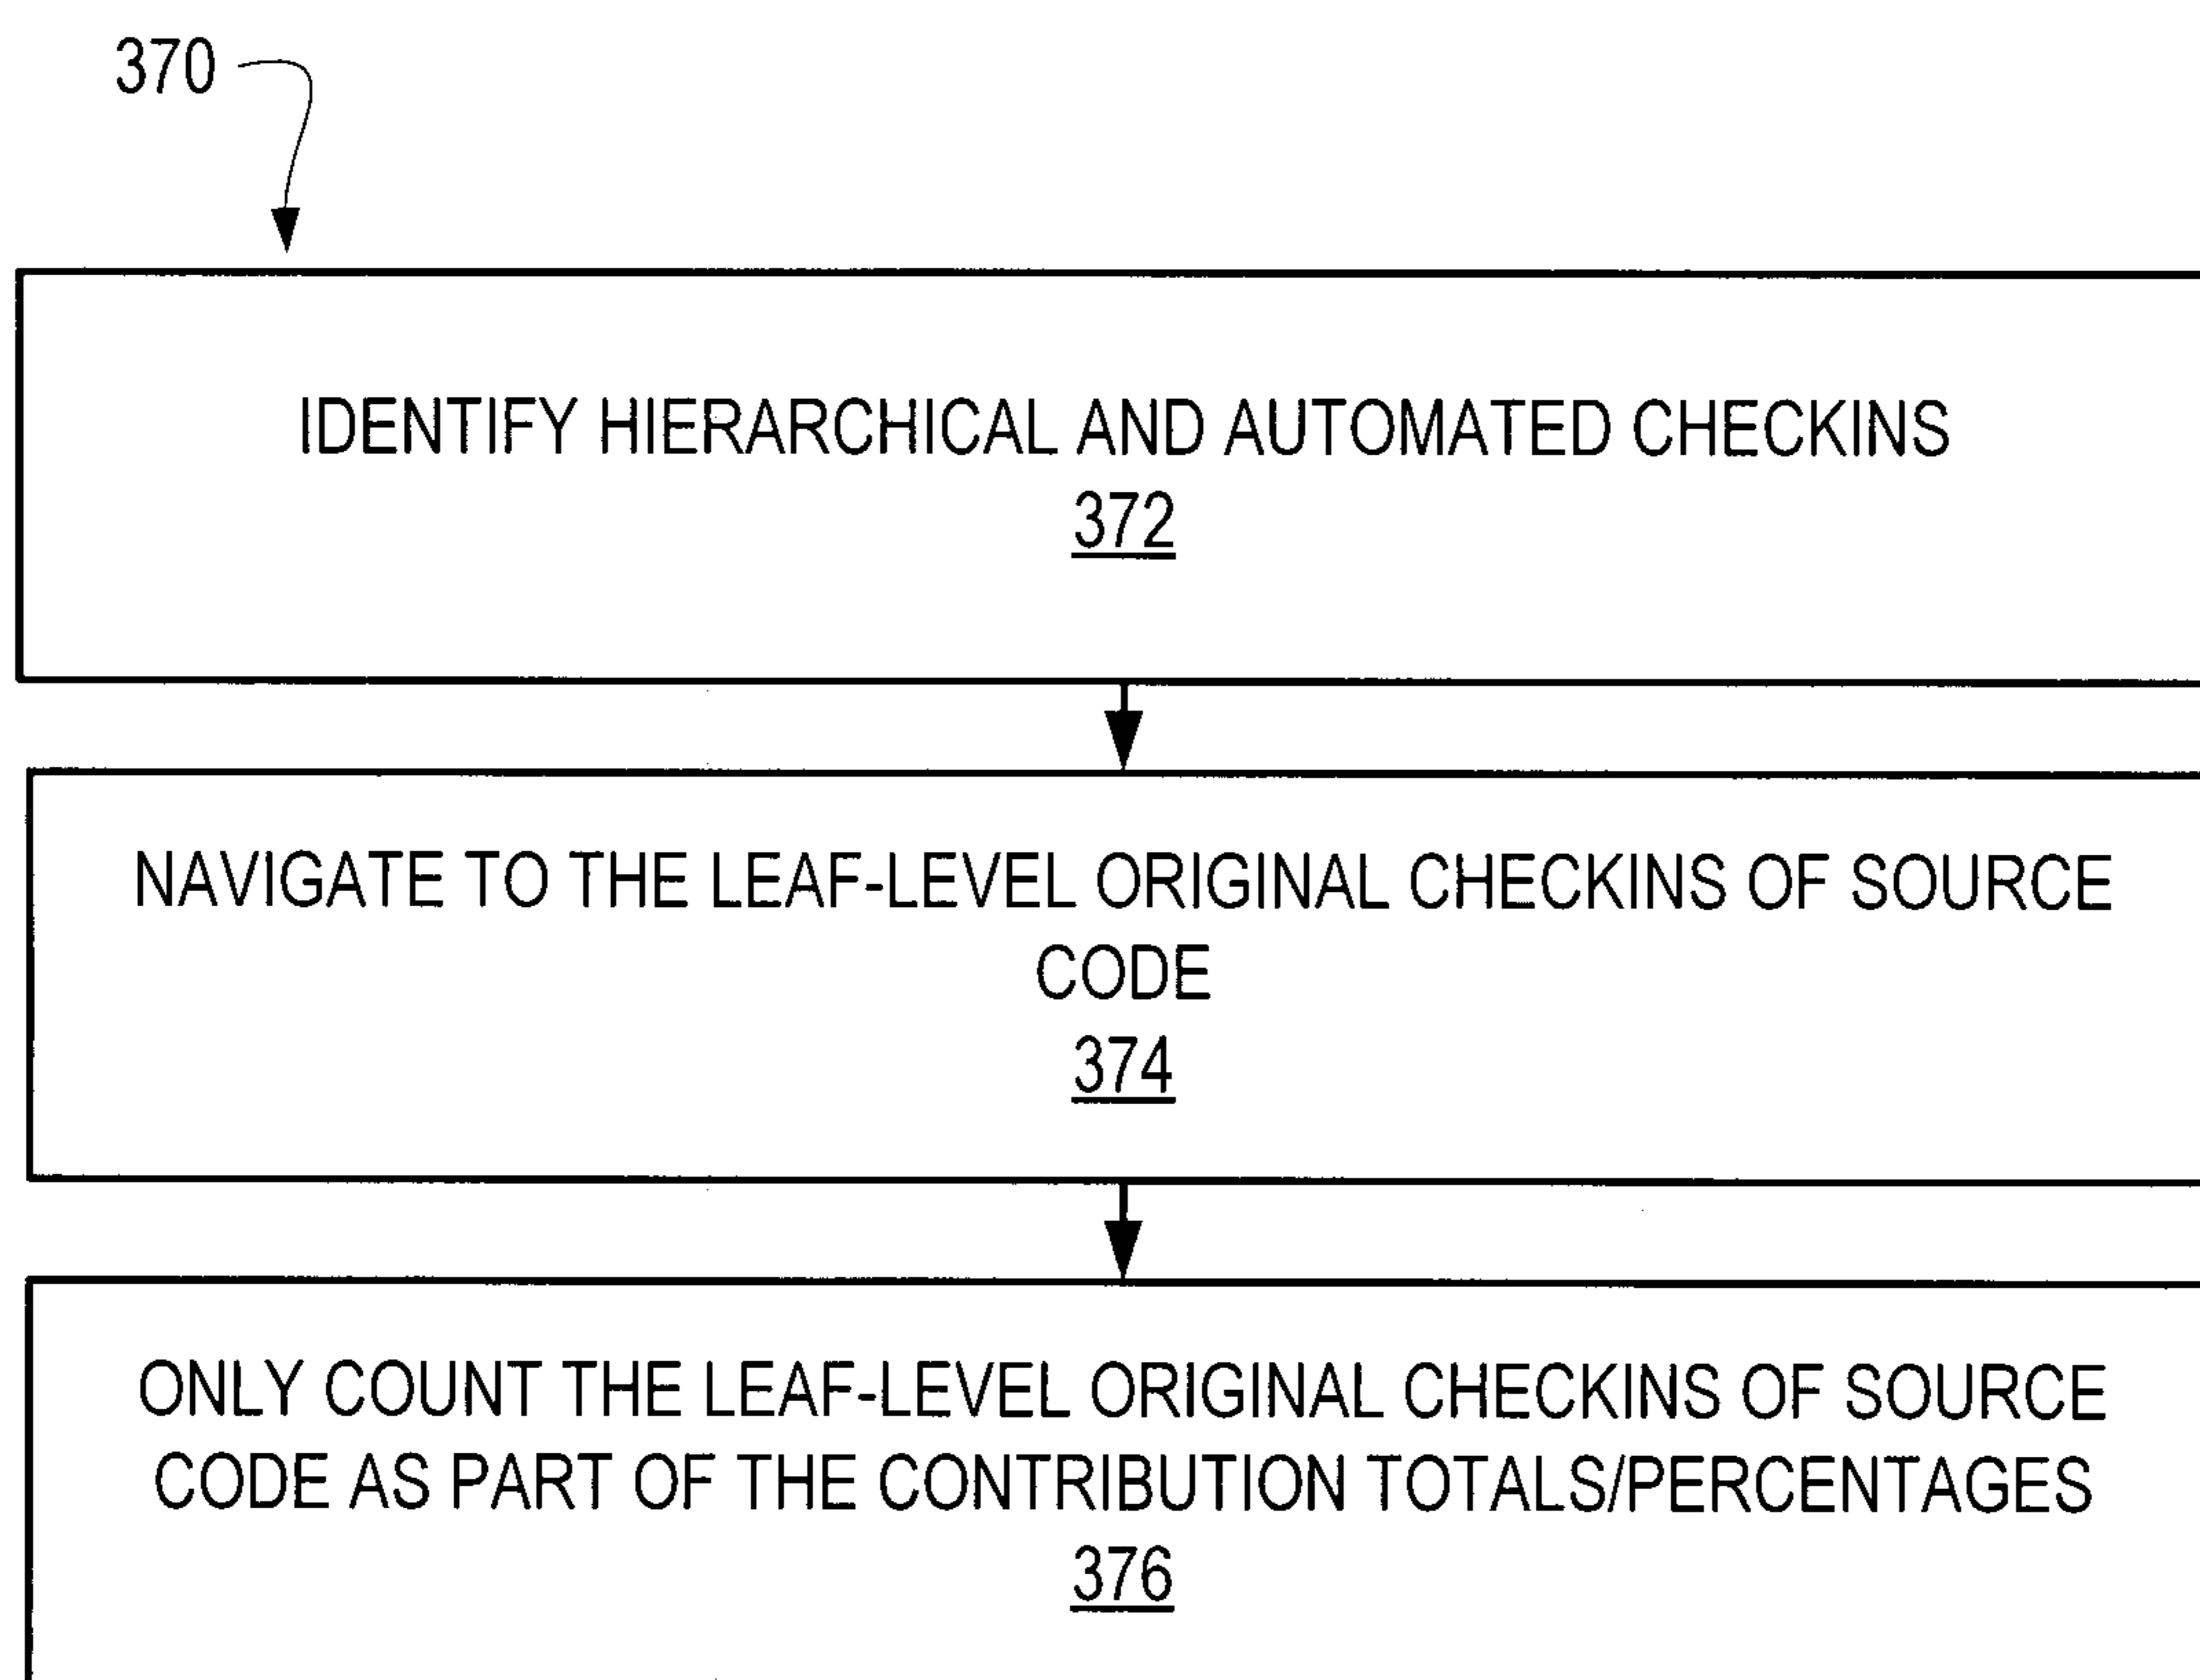 370
IDENTIFY HIERARCHICAL AND AUTOMATED CHECKINS
372
NAVIGATE TO THE LEAF-LEVEL ORIGINAL CHECKINS OF SOURCE
CODE
374
ONLY COUNT THE LEAF-LEVEL ORIGINAL CHECKINS OF SOURCE
CODE AS PART OF THE CONTRIBUTION TOTALS/PERCENTAGES
376